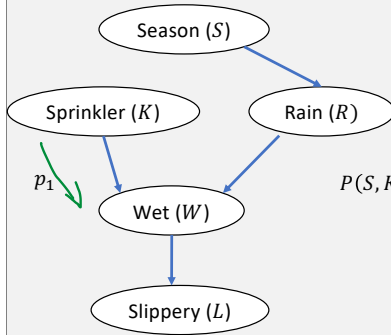 Season (S)
Sprinkler (K)
Rain (R)
p₁
P(S, K
Wet (W)
Slippery (L)